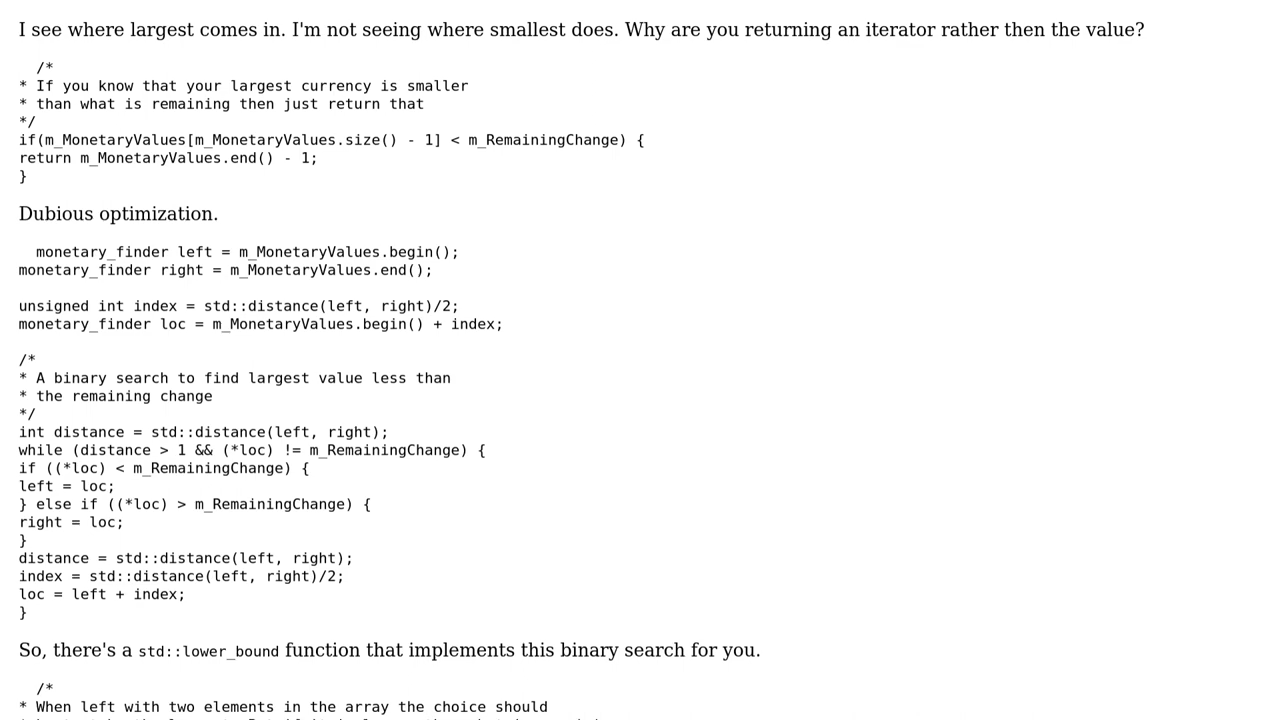 I see where largest comes in. I'm not seeing where smallest does. Why are you returning an iterator rather then the value?
/*
* If you know that your largest currency is smaller
* than what is remaining then just return that
*/
if(m_MonetaryValues[m_MonetaryValues.size() - 1] < m_RemainingChange) {
return m_MonetaryValues.end() - 1;
}
Dubious optimization.
monetary_finder left = m_MonetaryValues.begin();
monetary_finder right = m_MonetaryValues.end();
unsigned int index = std::distance(left, right)/2;
monetary_finder loc = m_MonetaryValues.begin() + index;
/*
* A binary search to find largest value less than
* the remaining change
*/
int distance = std::distance(left, right);
while (distance > 1 && (*loc) != m_RemainingChange) {
if ((*loc) < m_RemainingChange) {
left = loc;
} else if ((*loc) > m_RemainingChange) {
right = loc;
}
distance = std::distance(left, right);
index = std::distance(left, right)/2;
loc = left + index;
}
So, there's a std::lower_bound function that implements this binary search for you.
/*
* When left with two elements in the array the choice should